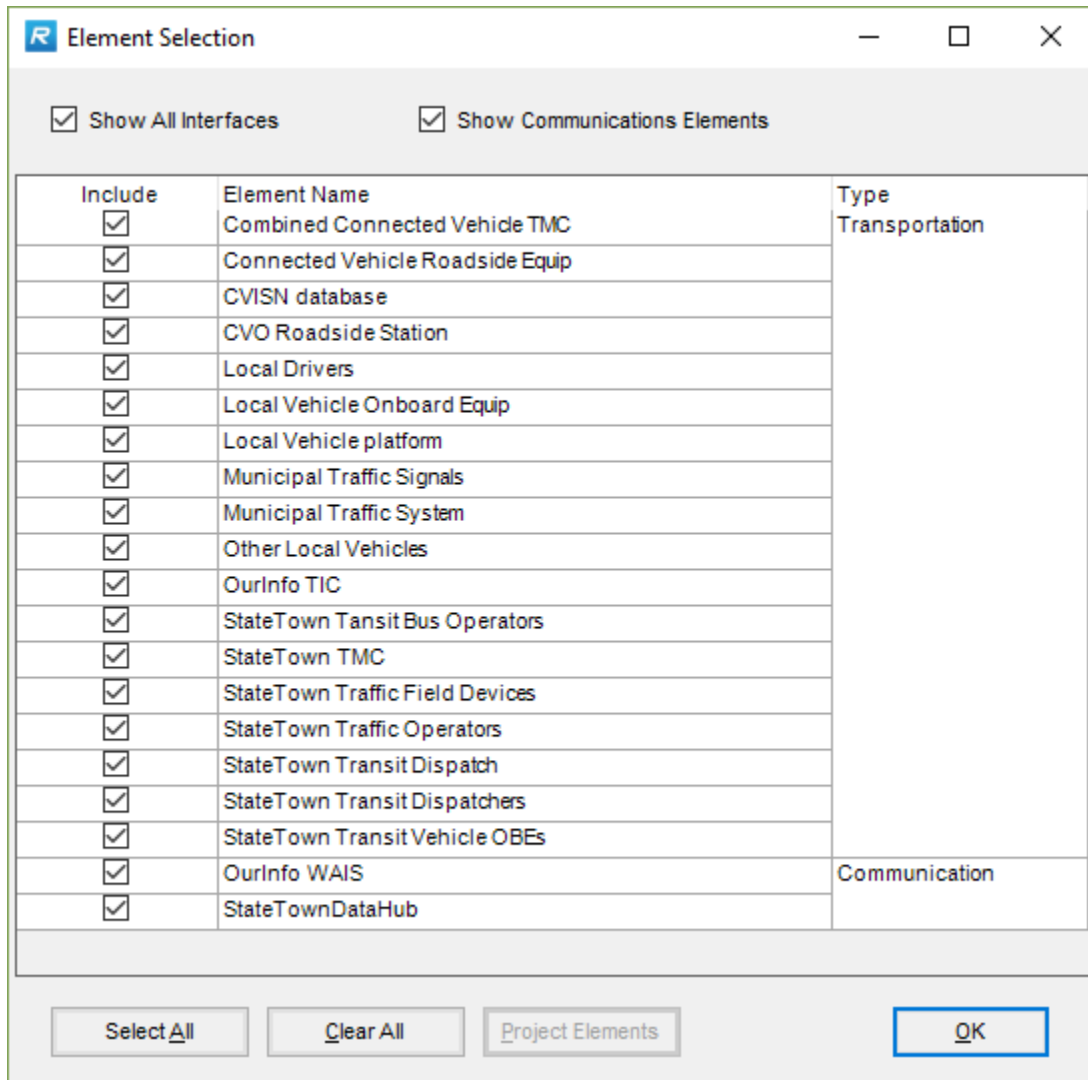 R Element Selection
Show All Interfaces Show Communications Elements
Include Element Name Type
Combined Connected Vehicle TMC Transportation
Connected Vehicle Roadside Equip
CVISN database
CVO Roadside Station
Local Drivers
Local Vehicle Onboard Equip
Local Vehicle platform
Municipal Traffic Signals
Municipal Traffic System
Other Local Vehicles
OurInfo TIC
StateTown Tansit Bus Operators
StateTown TMC
StateTown Traffic Field Devices
StateTown Traffic Operators
StateTown Transit Dispatch
StateTown Transit Dispatchers
StateTown Transit Vehicle OBEs
OurInfo WAIS Communication
StateTownDataHub
Select All Clear All Project Elements OK